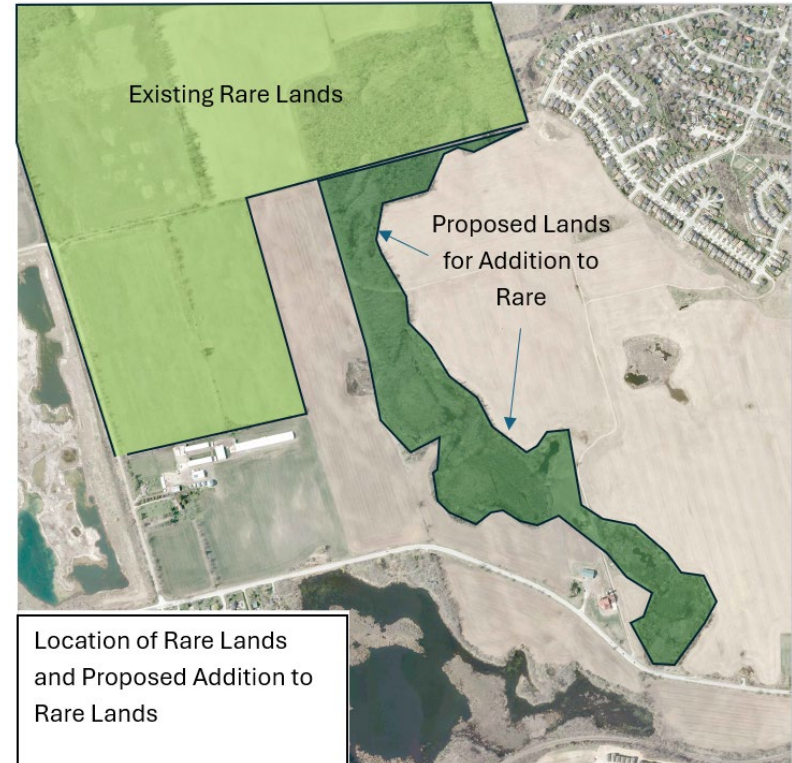 Existing Rare Lands
Proposed Lands
for Addition to
Rare
Location of Rare Lands
and Proposed Addition to
Rare Lands